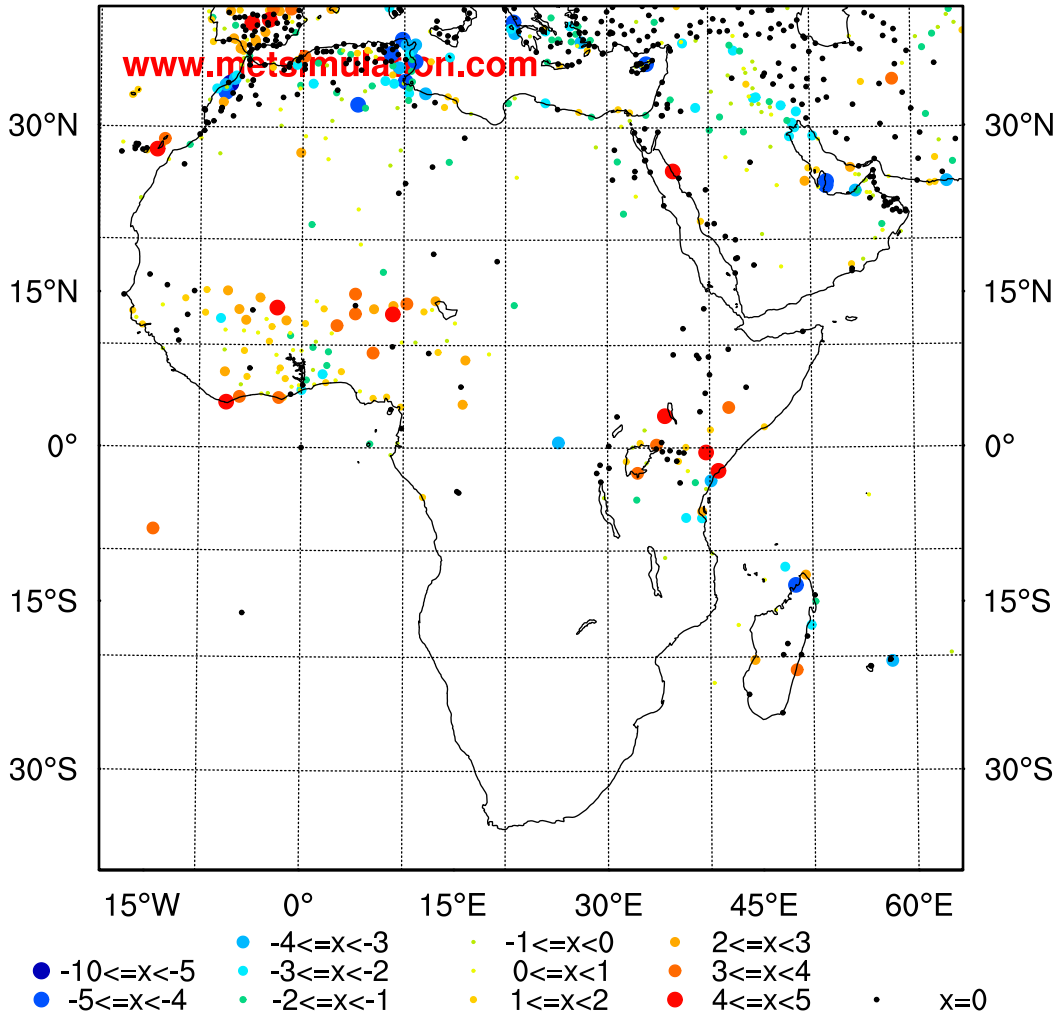 www.metsimulation.com
30°N 30°N
15°N 15°N
0° 0°
15°S 15°S
30°S 30°S
15°W 0° 15°E 30°E 45°E 60°E
-4<=x<-3 -1<=x<0 2<=x<3
-10<=x<-5 -3<=x<-2 0<=x<1 3<=x<4
-5<=x<-4 -2<=x<-1 1<=x<2 4<=x<5 x=0